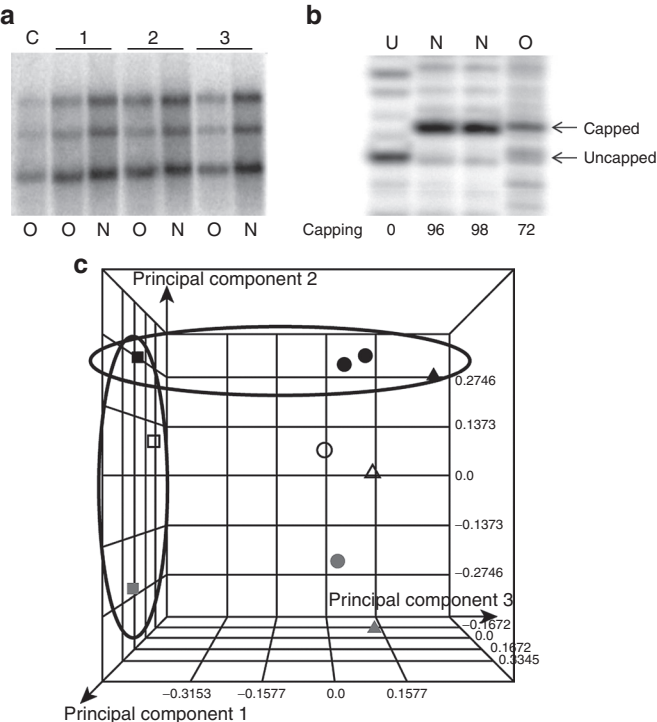 a
C 1 2 3
O O N O N O N
b
U N N O
Capped
Uncapped
Capping 0 96 98 72
c
Principal component 2
0.2746
0.1373
0.0
−0.1373
−0.2746
Principal component 3
−0.1672
0.0
0.1672
0.3345
−0.3153 −0.1577 0.0 0.1577
Principal component 1